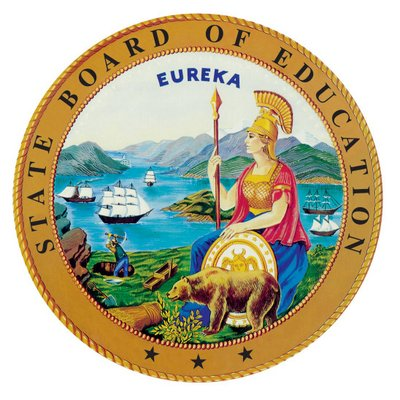 STATE BOARD OF EDUCATION
EUREKA